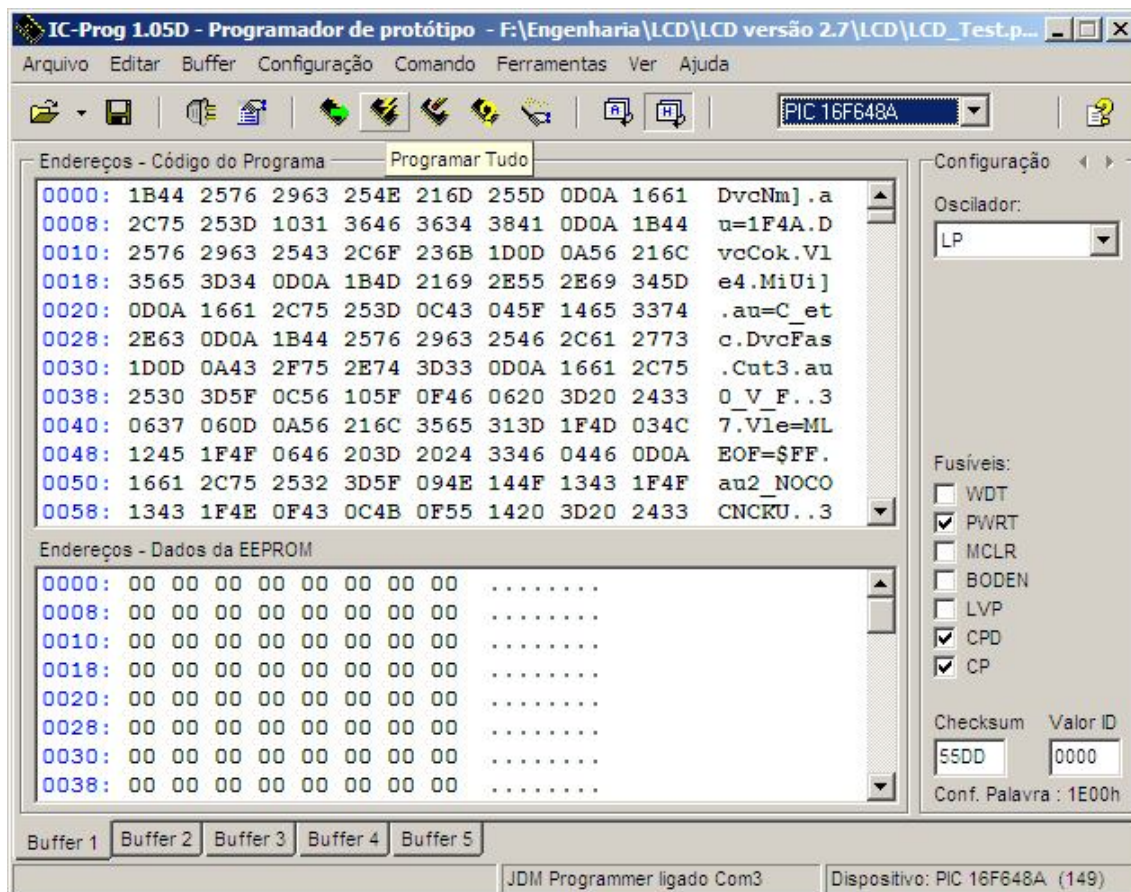 IC-Prog 1.05D - Programador de protótipo - F:\Engenharia\LCD\LCD versão 2.7\LCD\LCD_Test.p...
Arquivo Editar Buffer Configuração Comando Ferramentas Ver Ajuda
PIC 16F648A
Programar Tudo
Endereços - Código do Programa
0000: 1B44 2576 2963 254E 216D 255D 0D0A 1661 DvcNm].a
0008: 2C75 253D 1031 3646 3634 3841 0D0A 1B44 u=1F4A.D
0010: 2576 2963 2543 2C6F 236B 1D0D 0A56 216C vcCok.Vl
0018: 3565 3D34 0D0A 1B4D 2169 2E55 2E69 345D e4.MiUi]
0020: 0D0A 1661 2C75 253D 0C43 045F 1465 3374 .au=C_et
0028: 2E63 0D0A 1B44 2576 2963 2546 2C61 2773 c.DvcFas
0030: 1D0D 0A43 2F75 2E74 3D33 0D0A 1661 2C75 .Cut3.au
0038: 2530 3D5F 0C56 105F 0F46 0620 3D20 2433 0_V_F..3
0040: 0637 060D 0A56 216C 3565 313D 1F4D 034C 7.Vle=ML
0048: 1245 1F4F 0646 203D 2024 3346 0446 0D0A EOF=$FF.
0050: 1661 2C75 2532 3D5F 094E 144F 1343 1F4F au2_NOCO
0058: 1343 1F4E 0F43 0C4B 0F55 1420 3D20 2433 CNCKU..3
Endereços - Dados da EEPROM
0000: 00 00 00 00 00 00 00 00 ........
0008: 00 00 00 00 00 00 00 00 ........
0010: 00 00 00 00 00 00 00 00 ........
0018: 00 00 00 00 00 00 00 00 ........
0020: 00 00 00 00 00 00 00 00 ........
0028: 00 00 00 00 00 00 00 00 ........
0030: 00 00 00 00 00 00 00 00 ........
0038: 00 00 00 00 00 00 00 00 ........
Configuração
Oscilador:
LP
Fusíveis:
WDT
PWRT
MCLR
BODEN
LVP
CPD
CP
Checksum Valor ID
55DD 0000
Conf. Palavra : 1E00h
Buffer 1 Buffer 2 Buffer 3 Buffer 4 Buffer 5
JDM Programmer ligado Com3 Dispositivo: PIC 16F648A (149)